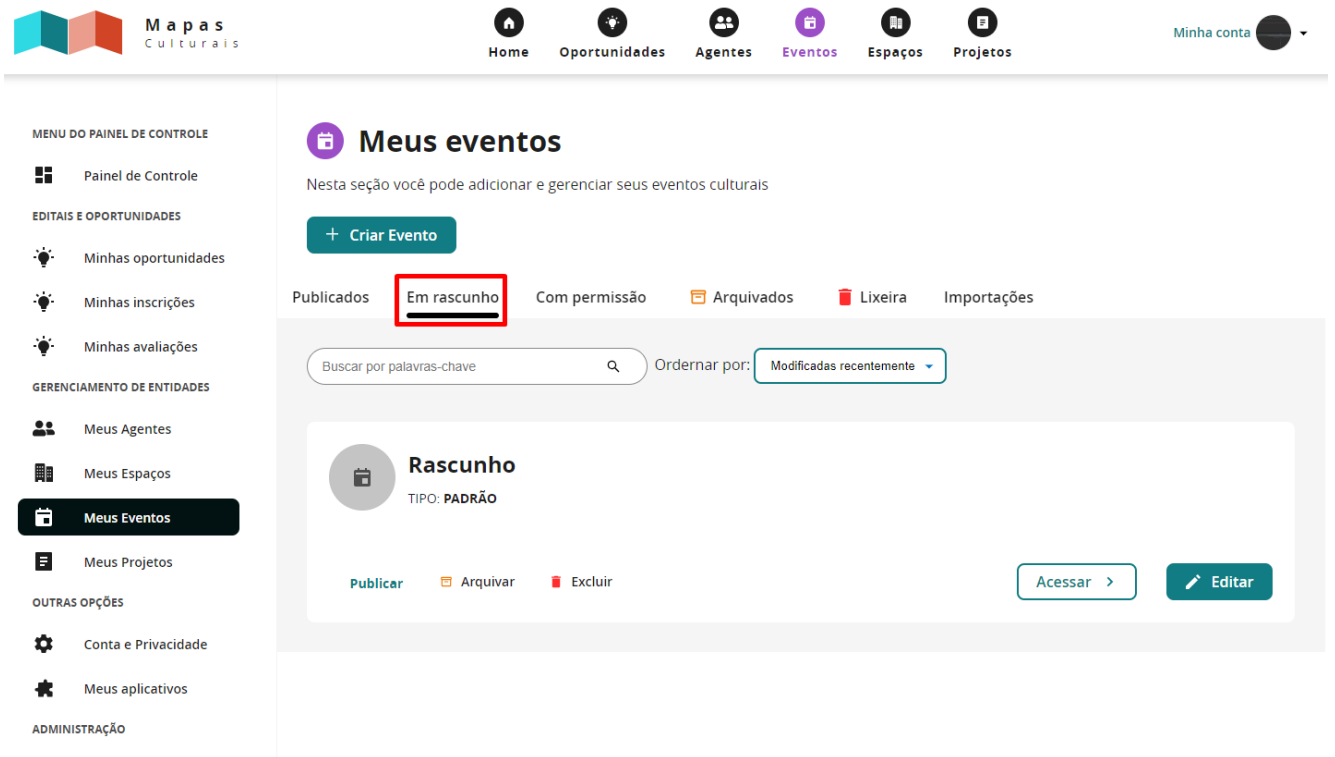 Mapas
Culturais
Home
Oportunidades
Agentes
Eventos
Espaços
Projetos
Minha conta
MENU DO PAINEL DE CONTROLE
Painel de Controle
EDITAIS E OPORTUNIDADES
Minhas oportunidades
Minhas inscrições
Minhas avaliações
GERENCIAMENTO DE ENTIDADES
Meus Agentes
Meus Espaços
Meus Eventos
Meus Projetos
OUTRAS OPÇÕES
Conta e Privacidade
Meus aplicativos
ADMINISTRAÇÃO
Meus eventos
Nesta seção você pode adicionar e gerenciar seus eventos culturais
+ Criar Evento
Publicados
Em rascunho
Com permissão
Arquivados
Lixeira
Importações
Buscar por palavras-chave
Ordernar por:
Modificadas recentemente
Rascunho
TIPO: PADRÃO
Publicar
Arquivar
Excluir
Acessar >
Editar